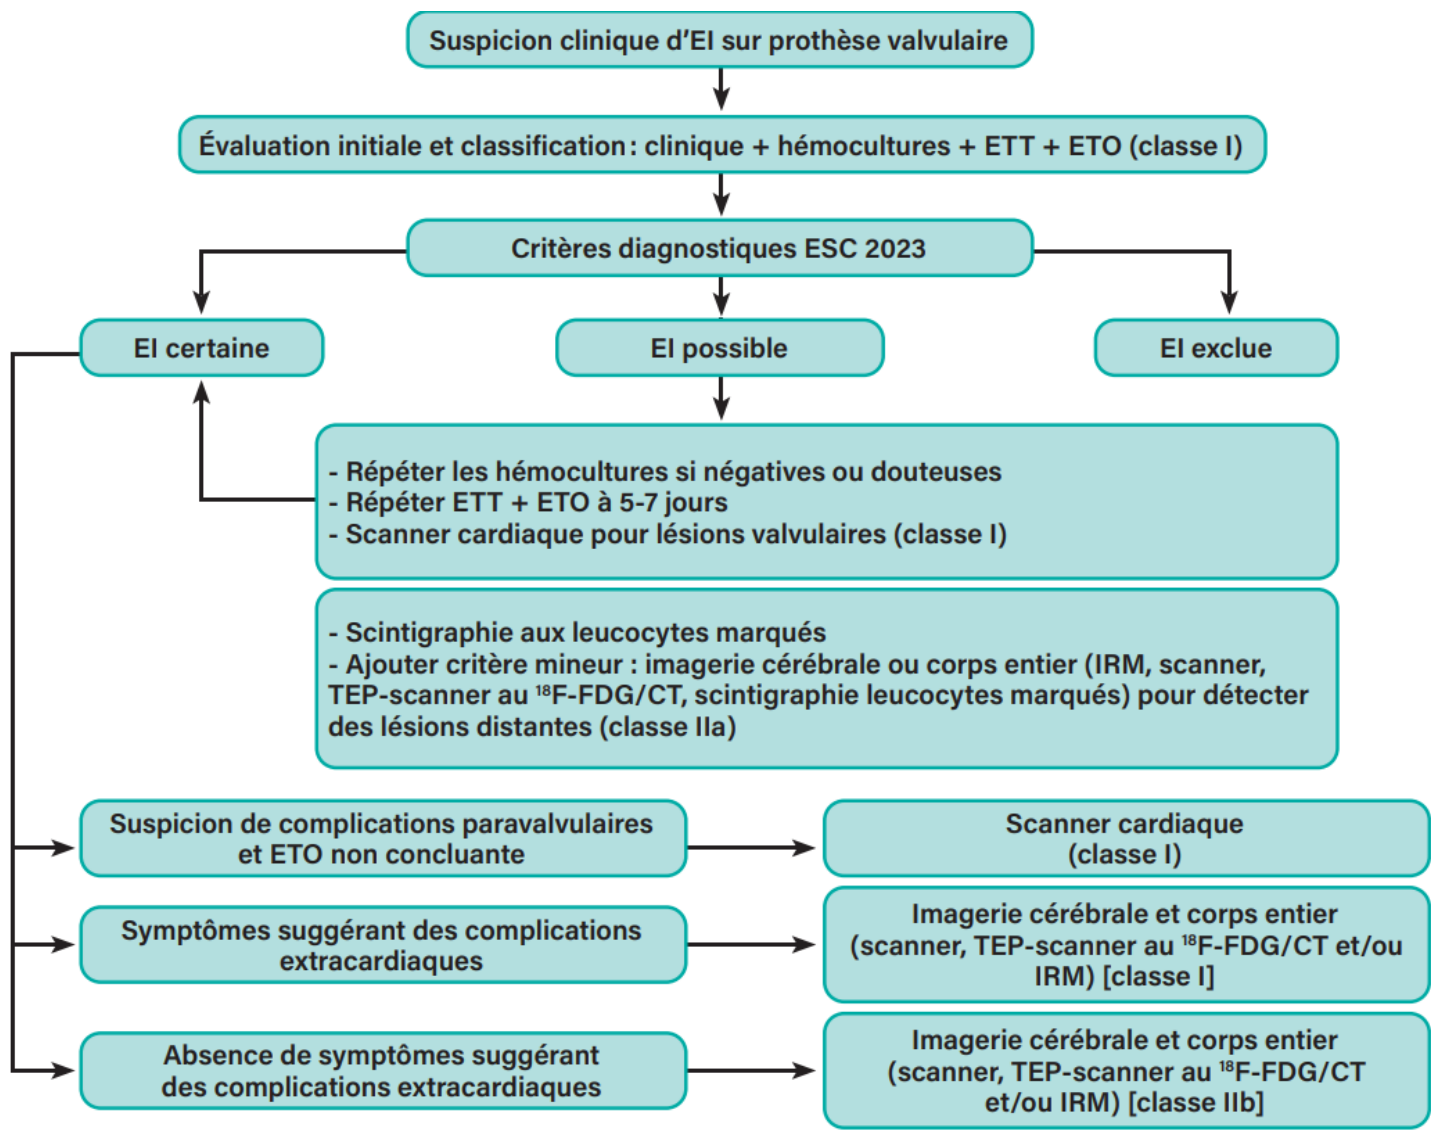 Suspicion clinique d'EI sur prothèse valvulaire
Évaluation initiale et classification : clinique + hémocultures + ETT + ETO (classe I)
Critères diagnostiques ESC 2023
EI certaine
EI possible
EI exclue
- Répéter les hémocultures si négatives ou douteuses
- Répéter ETT + ETO à 5-7 jours
- Scanner cardiaque pour lésions valvulaires (classe I)
- Scintigraphie aux leucocytes marqués
- Ajouter critère mineur : imagerie cérébrale ou corps entier (IRM, scanner,
TEP-scanner au ¹⁸F-FDG/CT, scintigraphie leucocytes marqués) pour détecter
des lésions distantes (classe IIa)
Suspicion de complications paravalvulaires
et ETO non concluante
Scanner cardiaque
(classe I)
Symptômes suggérant des complications
extracardiaques
Imagerie cérébrale et corps entier
(scanner, TEP-scanner au ¹⁸F-FDG/CT et/ou
IRM) [classe I]
Absence de symptômes suggérant
des complications extracardiaques
Imagerie cérébrale et corps entier
(scanner, TEP-scanner au ¹⁸F-FDG/CT
et/ou IRM) [classe IIb]